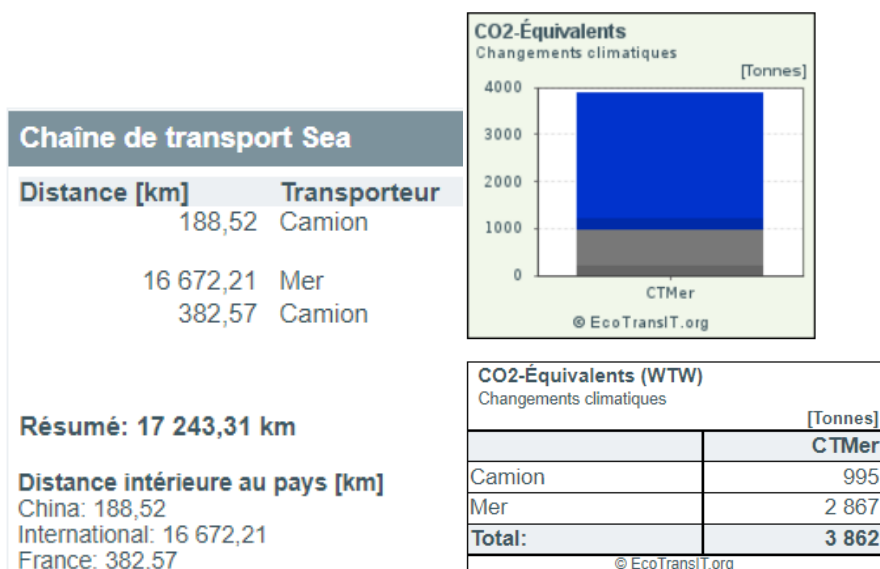 Chaîne de transport Sea
Distance [km] Transporteur
188,52 Camion
16 672,21 Mer
382,57 Camion
Résumé: 17 243,31 km
Distance intérieure au pays [km]
China: 188,52
International: 16 672,21
France: 382,57
CO2-Équivalents
Changements climatiques
[Tonnes]
4000
3000
2000
1000
0
CTMer
© EcoTransIT.org
CO2-Équivalents (WTW)
Changements climatiques
[Tonnes]
CTMer
Camion 995
Mer 2 867
Total: 3 862
© EcoTransIT.org